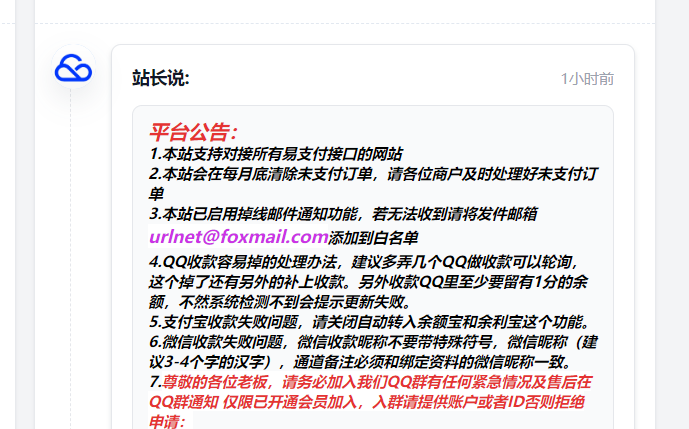 站长说:
1小时前
平台公告：
1.本站支持对接所有易支付接口的网站
2.本站会在每月底清除未支付订单，请各位商户及时处理好未支付订
单
3.本站已启用掉线邮件通知功能，若无法收到请将发件邮箱
urlnet@foxmail.com添加到白名单
4.QQ收款容易掉的处理办法，建议多弄几个QQ做收款可以轮询，
这个掉了还有另外的补上收款。另外收款QQ里至少要留有1分的余
额，不然系统检测不到会提示更新失败。
5.支付宝收款失败问题，请关闭自动转入余额宝和余利宝这个功能。
6.微信收款失败问题，微信收款昵称不要带特殊符号，微信昵称（建
议3-4个字的汉字），通道备注必须和绑定资料的微信昵称一致。
7.尊敬的各位老板，请务必加入我们QQ群有任何紧急情况及售后在
QQ群通知 仅限已开通会员加入，入群请提供账户或者ID否则拒绝
申请：